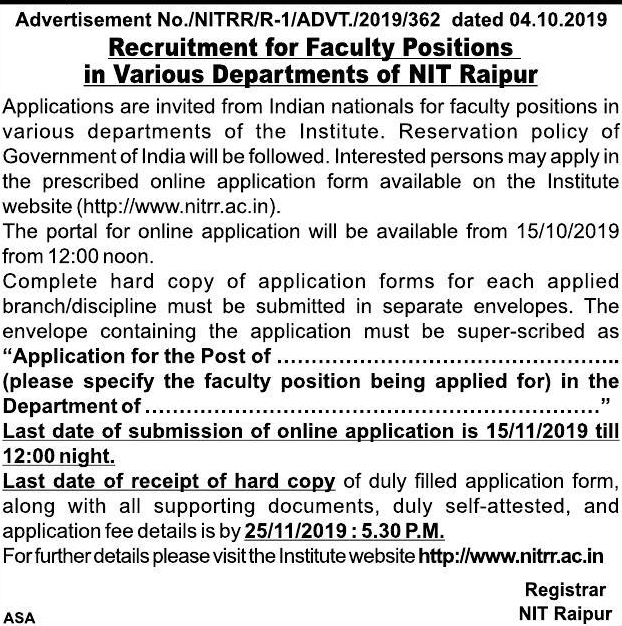 Advertisement No./NITRR/R-1/ADVT./2019/362 dated 04.10.2019
Recruitment for Faculty Positions
in Various Departments of NIT Raipur
Applications are invited from Indian nationals for faculty positions in
various departments of the Institute. Reservation policy of
Government of India will be followed. Interested persons may apply in
the prescribed online application form available on the Institute
website (http://www.nitrr.ac.in).
The portal for online application will be available from 15/10/2019
from 12:00 noon.
Complete hard copy of application forms for each applied
branch/discipline must be submitted in separate envelopes. The
envelope containing the application must be super-scribed as
“Application for the Post of ..................................................
(please specify the faculty position being applied for) in the
Department of ..................................................................”
Last date of submission of online application is 15/11/2019 till
12:00 night.
Last date of receipt of hard copy of duly filled application form,
along with all supporting documents, duly self-attested, and
application fee details is by 25/11/2019 : 5.30 P.M.
For further details please visit the Institute website http://www.nitrr.ac.in
Registrar
NIT Raipur
ASA